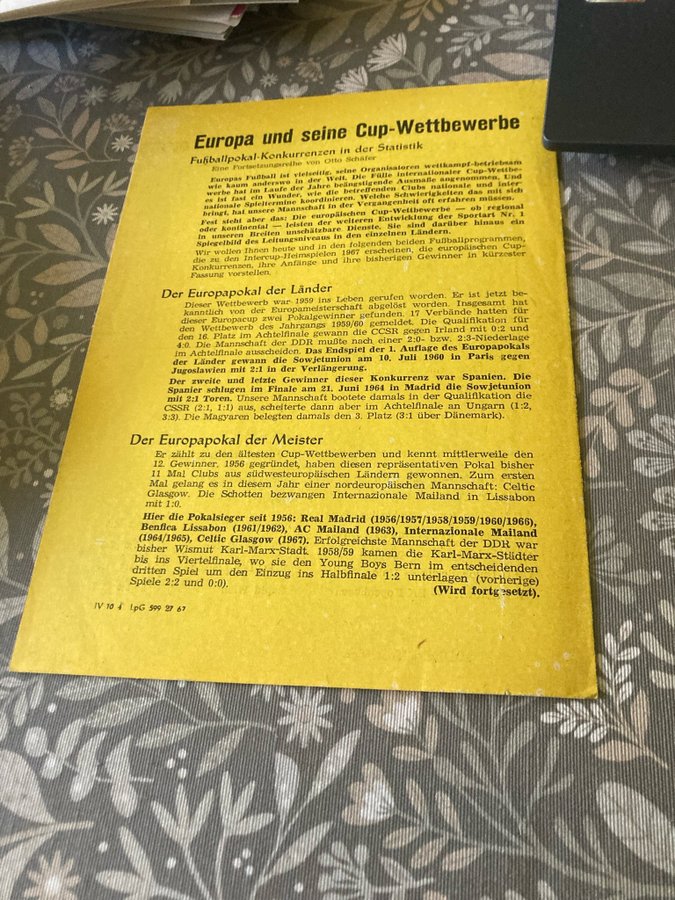 Europa und seine Cup-Wettbewerbe
Fußballpokal-Konkurrenzen in der Statistik
Eine Fortsetzungsreihe von Otto Schäfer
Europas Fußball ist vielseitig, seine Organisatoren wettkampf-betriebsam
wie kaum anderswo in der Welt. Die Fülle internationaler Cup-Wettbe-
werbe hat im Laufe der Jahre beängstigende Ausmaße angenommen. Und
es ist fast ein Wunder, wie die betreffenden Clubs nationale und inter-
nationale Spieltermine koordinieren. Welche Schwierigkeiten das mit sich
bringt, hat unsere Mannschaft in der Vergangenheit oft erfahren müssen.
Fest steht aber das: Die europäischen Cup-Wettbewerbe — ob regional
oder kontinental — leisten der weiteren Entwicklung der Sportart Nr. 1
in unseren Breiten unschätzbare Dienste. Sie sind darüber hinaus ein
Spiegelbild des Leitungsniveaus in den einzelnen Ländern.
Wir wollen Ihnen heute und in den folgenden beiden Fußballprogrammen,
die zu den Intercup-Heimspielen 1967 erscheinen, die europäischen Cup-
Konkurrenzen, ihre Anfänge und ihre bisherigen Gewinner in kürzester
Fassung vorstellen.
Der Europapokal der Länder
Dieser Wettbewerb war 1959 ins Leben gerufen worden. Er ist jetzt be-
kanntlich von der Europameisterschaft abgelöst worden. Insgesamt hat
dieser Europacup zwei Pokalgewinner gefunden. 17 Verbände hatten für
den Wettbewerb des Jahrgangs 1959/60 gemeldet. Die Qualifikation für
den 16. Platz im Achtelfinale gewann die CCSR gegen Irland mit 0:2 und
4:0. Die Mannschaft der DDR mußte nach einer 2:0- bzw. 2:3-Niederlage
im Achtelfinale ausscheiden. Das Endspiel der 1. Auflage des Europapokals
der Länder gewann die Sowjetunion am 10. Juli 1960 in Paris gegen
Jugoslawien mit 2:1 in der Verlängerung.
Der zweite und letzte Gewinner dieser Konkurrenz war Spanien. Die
Spanier schlugen im Finale am 21. Juni 1964 in Madrid die Sowjetunion
mit 2:1 Toren. Unsere Mannschaft bootete damals in der Qualifikation die
CSSR (2:1, 1:1) aus, scheiterte dann aber im Achtelfinale an Ungarn (1:2,
3:3). Die Magyaren belegten damals den 3. Platz (3:1 über Dänemark).
Der Europapokal der Meister
Er zählt zu den ältesten Cup-Wettbewerben und kennt mittlerweile den
12. Gewinner. 1956 gegründet, haben diesen repräsentativen Pokal bisher
11 Mal Clubs aus südwesteuropäischen Ländern gewonnen. Zum ersten
Mal gelang es in diesem Jahr einer nordeuropäischen Mannschaft: Celtic
Glasgow. Die Schotten bezwangen Internazionale Mailand in Lissabon
mit 1:0.
Hier die Pokalsieger seit 1956: Real Madrid (1956/1957/1958/1959/1960/1966),
Benfica Lissabon (1961/1962), AC Mailand (1963), Internazionale Mailand
(1964/1965), Celtic Glasgow (1967). Erfolgreichste Mannschaft der DDR war
bisher Wismut Karl-Marx-Stadt. 1958/59 kamen die Karl-Marx-Städter
bis ins Viertelfinale, wo sie den Young Boys Bern im entscheidenden
dritten Spiel um den Einzug ins Halbfinale 1:2 unterlagen (vorherige)
Spiele 2:2 und 0:0).
(Wird fortgesetzt).
IV 10 4 LpG 599 27 67